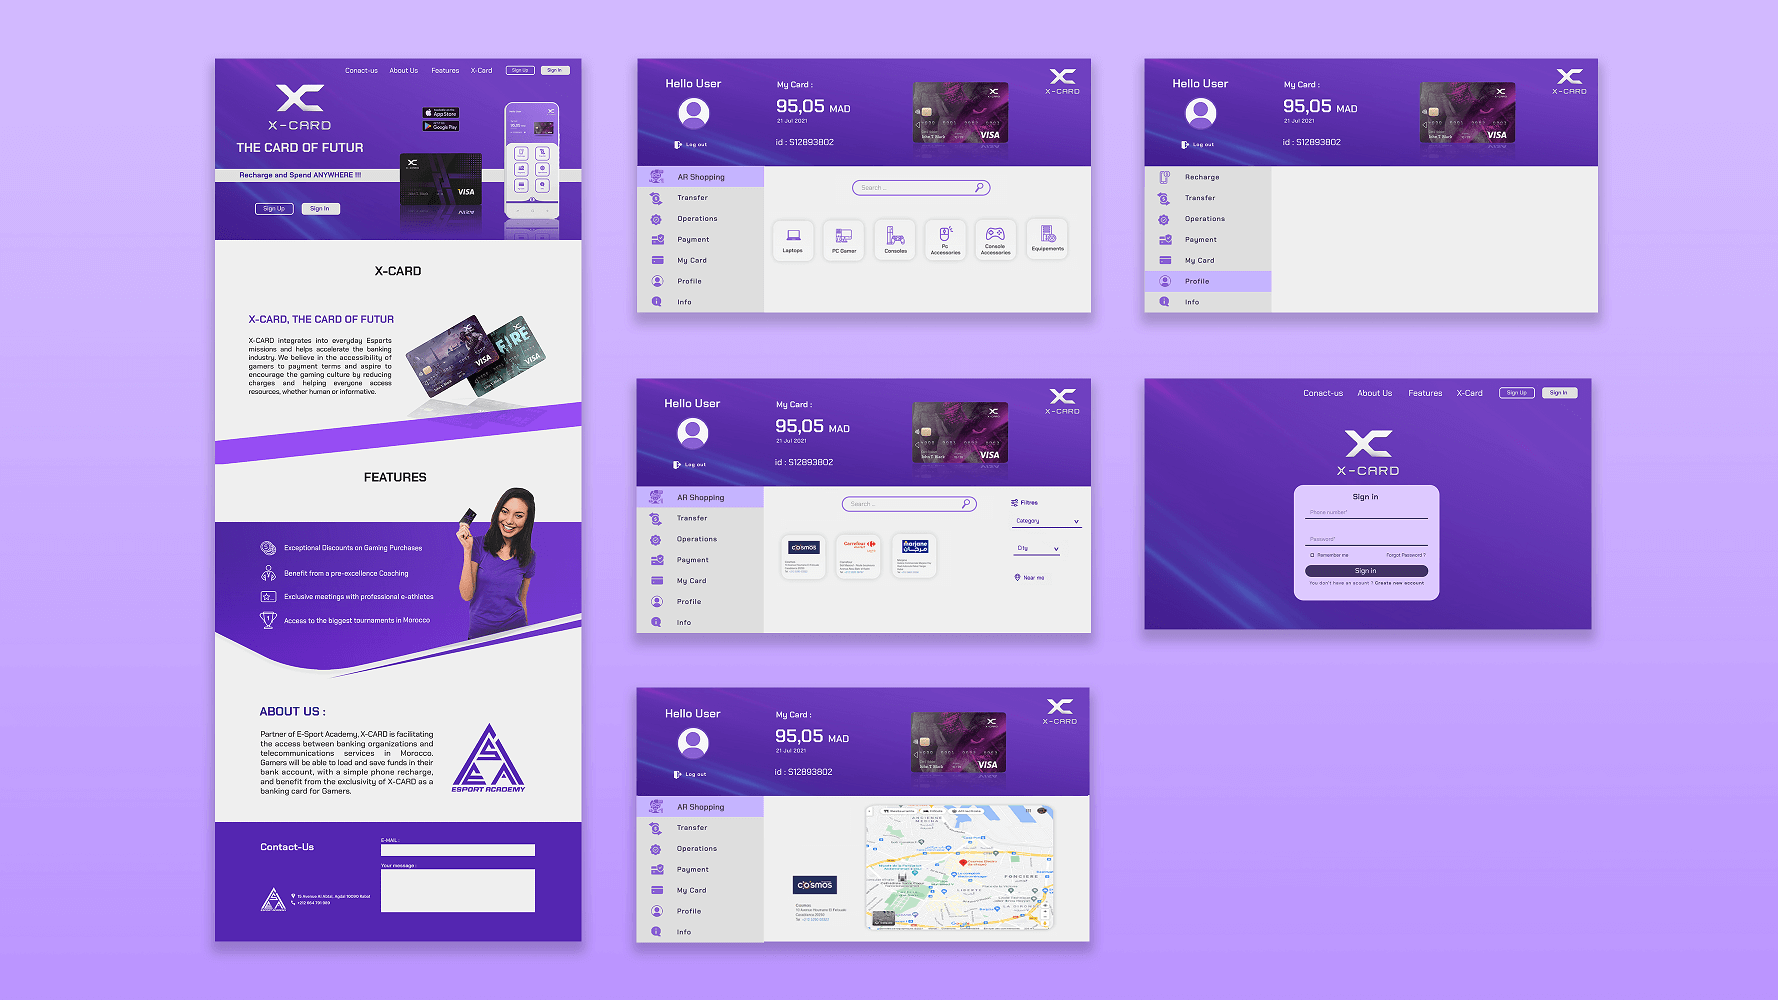 Conact-us About Us Features X-Card Sign Up Sign In
X-CARD
THE CARD OF FUTUR
Recharge and Spend ANYWHERE !!!
Sign Up Sign In
App Store
Google Play
VISA
X-CARD
X-CARD, THE CARD OF FUTUR
X-CARD integrates into everyday Esports
missions and helps accelerate the banking
industry. We believe in the accessibility of
gamers to payment terms and aspire to
encourage the gaming culture by reducing
charges and helping everyone access
resources, whether human or informative.
VISA
VISA
FEATURES
Exceptional Discounts on Gaming Purchases
Benefit from a pre-excellence Coaching
Exclusive meetings with professional e-athletes
Access to the biggest tournaments in Morocco
ABOUT US :
Partner of E-Sport Academy, X-CARD is facilitating
the access between banking organizations and
telecommunications services in Morocco.
Gamers will be able to load and save funds in their
bank account, with a simple phone recharge,
and benefit from the exclusivity of X-CARD as a
banking card for Gamers.
ESPORT ACADEMY
Contact-Us
E-MAIL :
Your message :
Hello User
Log out
My Card :
95,05 MAD
21 Jul 2021
id : S12893802
VISA
X-CARD
AR Shopping
Transfer
Operations
Payment
My Card
Profile
Info
Search ...
Laptops
PC Gamer
Consoles
Pc
Accessories
Console
Accessories
Equipements
Hello User
Log out
My Card :
95,05 MAD
21 Jul 2021
id : S12893802
VISA
X-CARD
Recharge
Transfer
Operations
Payment
My Card
Profile
Info
Hello User
Log out
My Card :
95,05 MAD
21 Jul 2021
id : S12893802
VISA
X-CARD
AR Shopping
Transfer
Operations
Payment
My Card
Profile
Info
Search ...
cosmos
Carrefour
marjane
مرجان
Filtres
Category
City
Near me
Conact-us About Us Features X-Card Sign Up Sign In
X-CARD
Sign in
Phone number*
Password*
Remember me Forgot Password ?
Sign in
You don't have an acount ? Create new account
Hello User
Log out
My Card :
95,05 MAD
21 Jul 2021
id : S12893802
VISA
X-CARD
AR Shopping
Transfer
Operations
Payment
My Card
Profile
Info
cosmos
FONCIERE
LIBERTE